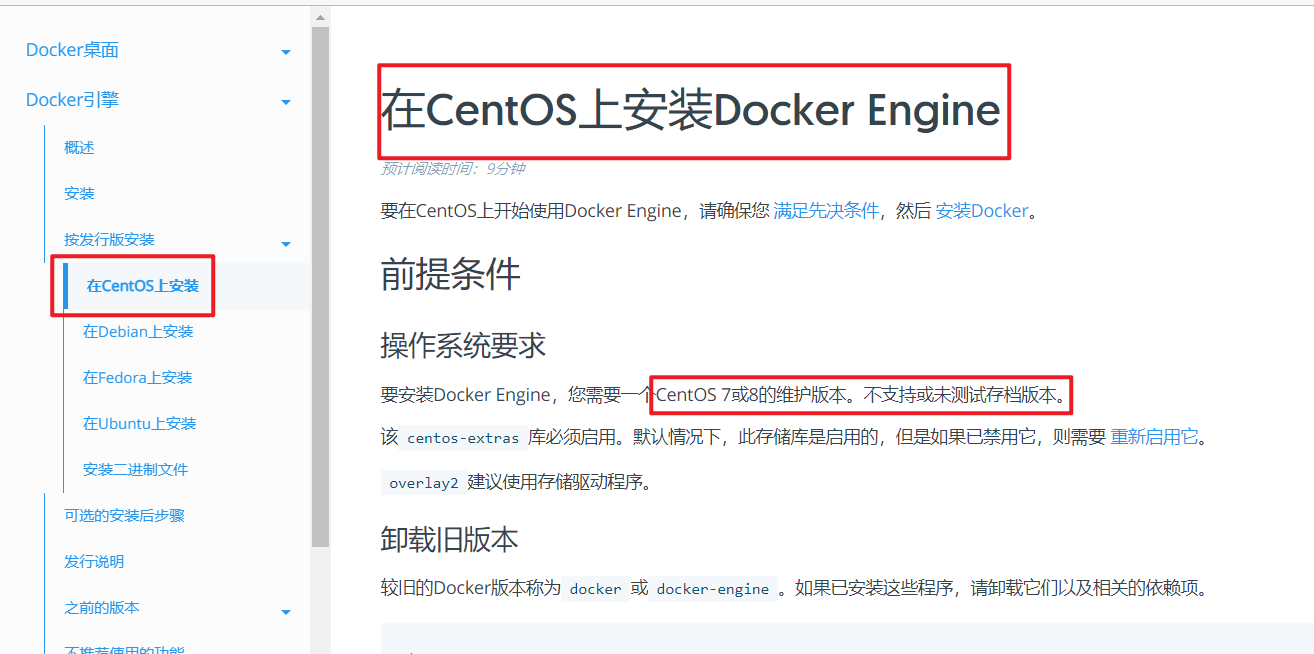 Docker桌面
Docker引擎
概述
安装
按发行版安装
在CentOS上安装
在Debian上安装
在Fedora上安装
在Ubuntu上安装
安装二进制文件
可选的安装后步骤
发行说明
之前的版本
不推荐使用的功能
在CentOS上安装Docker Engine
预计阅读时间：9分钟
要在CentOS上开始使用Docker Engine，请确保您 满足先决条件，然后 安装Docker。
前提条件
操作系统要求
要安装Docker Engine，您需要一个CentOS 7或8的维护版本。不支持或未测试存档版本。
该 centos-extras 库必须启用。默认情况下，此存储库是启用的，但是如果已禁用它，则需要 重新启用它。
overlay2 建议使用存储驱动程序。
卸载旧版本
较旧的Docker版本称为 docker 或 docker-engine 。如果已安装这些程序，请卸载它们以及相关的依赖项。